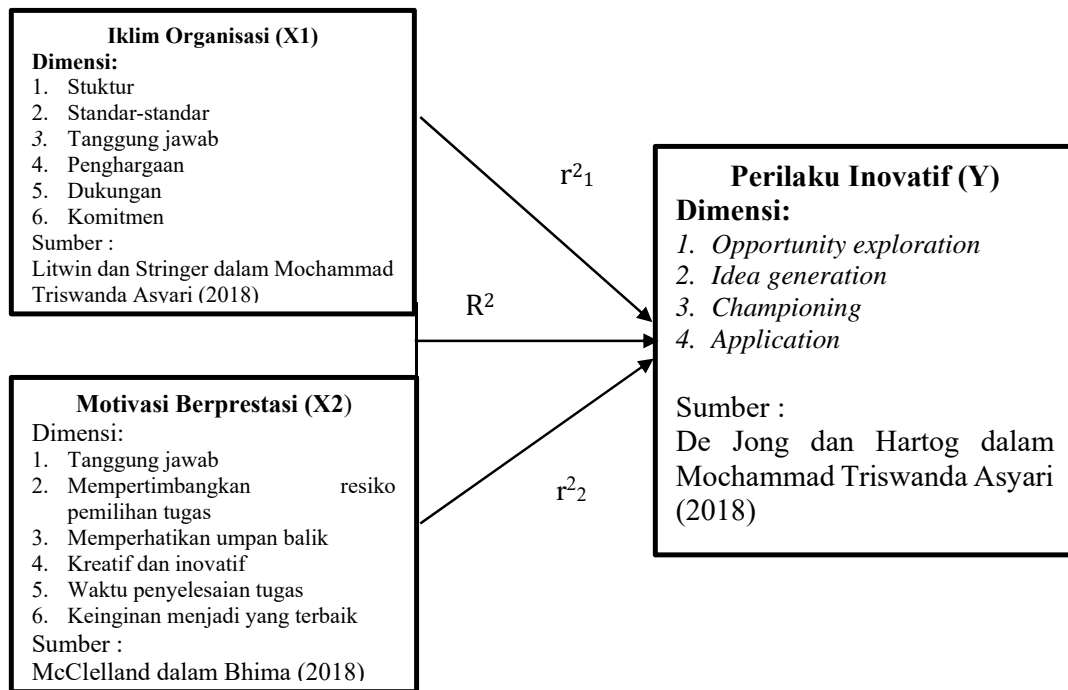 Iklim Organisasi (X1)
Dimensi:
1. Stuktur
2. Standar-standar
3. Tanggung jawab
4. Penghargaan
5. Dukungan
6. Komitmen
Sumber :
Litwin dan Stringer dalam Mochammad
Triswanda Asyari (2018)
r²₁
R²
r²₂
Motivasi Berprestasi (X2)
Dimensi:
1. Tanggung jawab
2. Mempertimbangkan resiko
pemilihan tugas
3. Memperhatikan umpan balik
4. Kreatif dan inovatif
5. Waktu penyelesaian tugas
6. Keinginan menjadi yang terbaik
Sumber :
McClelland dalam Bhima (2018)
Perilaku Inovatif (Y)
Dimensi:
1. Opportunity exploration
2. Idea generation
3. Championing
4. Application
Sumber :
De Jong dan Hartog dalam
Mochammad Triswanda Asyari
(2018)